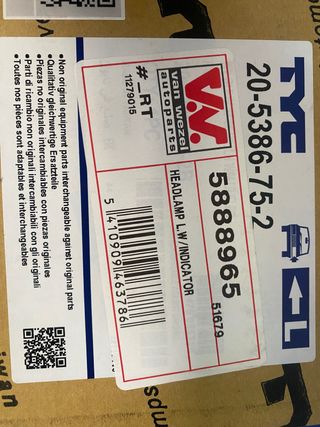 TYC
20-5386-75-2
L
VW
van wezel
autoparts
#_RT
11279015
5888965
51679
HEADLAMP L.W/INDICATOR
5 410909 463786
●Non original equipment parts interchangeable against original parts
●Qualitativ gleichwertige Ersatzteile
●Piezas no originales intercambiables con piezas originales
●Parti di ricambio non originali intercambiabili con gli originali
●Toutes nos pièces sont adaptables et interchangeables